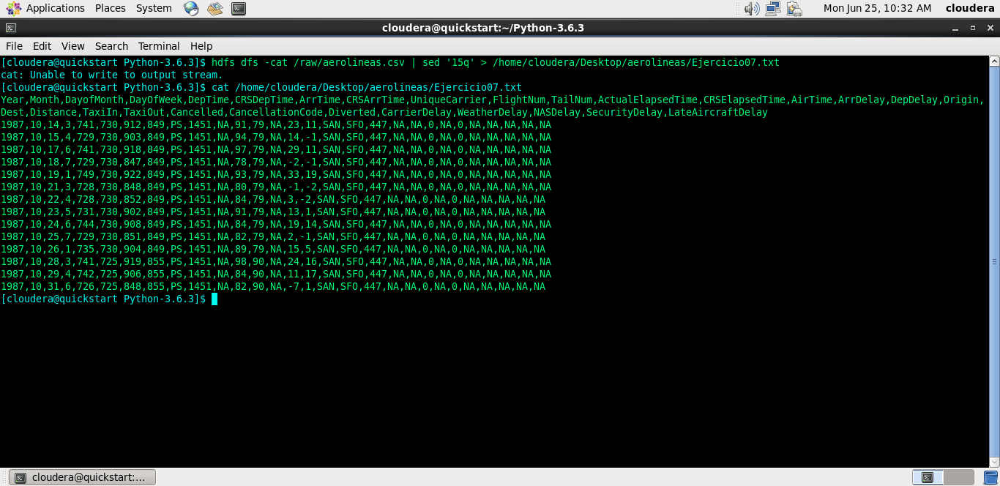 Applications Places System Mon Jun 25, 10:32 AM cloudera
cloudera@quickstart:~/Python-3.6.3
File Edit View Search Terminal Help
[cloudera@quickstart Python-3.6.3]$ hdfs dfs -cat /raw/aerolineas.csv | sed '15q' > /home/cloudera/Desktop/aerolineas/Ejercicio07.txt
cat: Unable to write to output stream.
[cloudera@quickstart Python-3.6.3]$ cat /home/cloudera/Desktop/aerolineas/Ejercicio07.txt
Year,Month,DayofMonth,DayOfWeek,DepTime,CRSDepTime,ArrTime,CRSArrTime,UniqueCarrier,FlightNum,TailNum,ActualElapsedTime,CRSElapsedTime,AirTime,ArrDelay,DepDelay,Origin,
Dest,Distance,TaxiIn,TaxiOut,Cancelled,CancellationCode,Diverted,CarrierDelay,WeatherDelay,NASDelay,SecurityDelay,LateAircraftDelay
1987,10,14,3,741,730,912,849,PS,1451,NA,91,79,NA,23,11,SAN,SFO,447,NA,NA,0,NA,0,NA,NA,NA,NA,NA
1987,10,15,4,729,730,903,849,PS,1451,NA,94,79,NA,14,-1,SAN,SFO,447,NA,NA,0,NA,0,NA,NA,NA,NA,NA
1987,10,17,6,741,730,918,849,PS,1451,NA,97,79,NA,29,11,SAN,SFO,447,NA,NA,0,NA,0,NA,NA,NA,NA,NA
1987,10,18,7,729,730,847,849,PS,1451,NA,78,79,NA,-2,-1,SAN,SFO,447,NA,NA,0,NA,0,NA,NA,NA,NA,NA
1987,10,19,1,749,730,922,849,PS,1451,NA,93,79,NA,33,19,SAN,SFO,447,NA,NA,0,NA,0,NA,NA,NA,NA,NA
1987,10,21,3,728,730,848,849,PS,1451,NA,80,79,NA,-1,-2,SAN,SFO,447,NA,NA,0,NA,0,NA,NA,NA,NA,NA
1987,10,22,4,728,730,852,849,PS,1451,NA,84,79,NA,3,-2,SAN,SFO,447,NA,NA,0,NA,0,NA,NA,NA,NA,NA
1987,10,23,5,731,730,902,849,PS,1451,NA,91,79,NA,13,1,SAN,SFO,447,NA,NA,0,NA,0,NA,NA,NA,NA,NA
1987,10,24,6,744,730,908,849,PS,1451,NA,84,79,NA,19,14,SAN,SFO,447,NA,NA,0,NA,0,NA,NA,NA,NA,NA
1987,10,25,7,729,730,851,849,PS,1451,NA,82,79,NA,2,-1,SAN,SFO,447,NA,NA,0,NA,0,NA,NA,NA,NA,NA
1987,10,26,1,735,730,904,849,PS,1451,NA,89,79,NA,15,5,SAN,SFO,447,NA,NA,0,NA,0,NA,NA,NA,NA,NA
1987,10,28,3,741,725,919,855,PS,1451,NA,98,90,NA,24,16,SAN,SFO,447,NA,NA,0,NA,0,NA,NA,NA,NA,NA
1987,10,29,4,742,725,906,855,PS,1451,NA,84,90,NA,11,17,SAN,SFO,447,NA,NA,0,NA,0,NA,NA,NA,NA,NA
1987,10,31,6,726,725,848,855,PS,1451,NA,82,90,NA,-7,1,SAN,SFO,447,NA,NA,0,NA,0,NA,NA,NA,NA,NA
[cloudera@quickstart Python-3.6.3]$
cloudera@quickstart:...